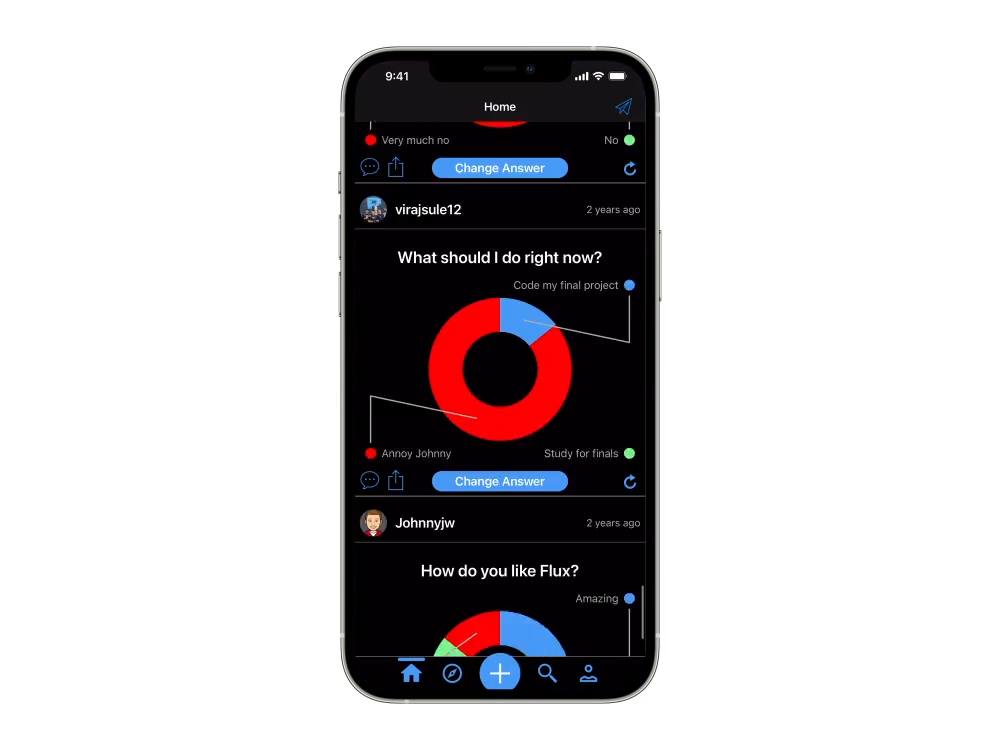 9:41
Home
Very much no
No
Change Answer
virajsule12
2 years ago
What should I do right now?
Code my final project
Annoy Johnny
Study for finals
Change Answer
Johnnyjw
2 years ago
How do you like Flux?
Amazing